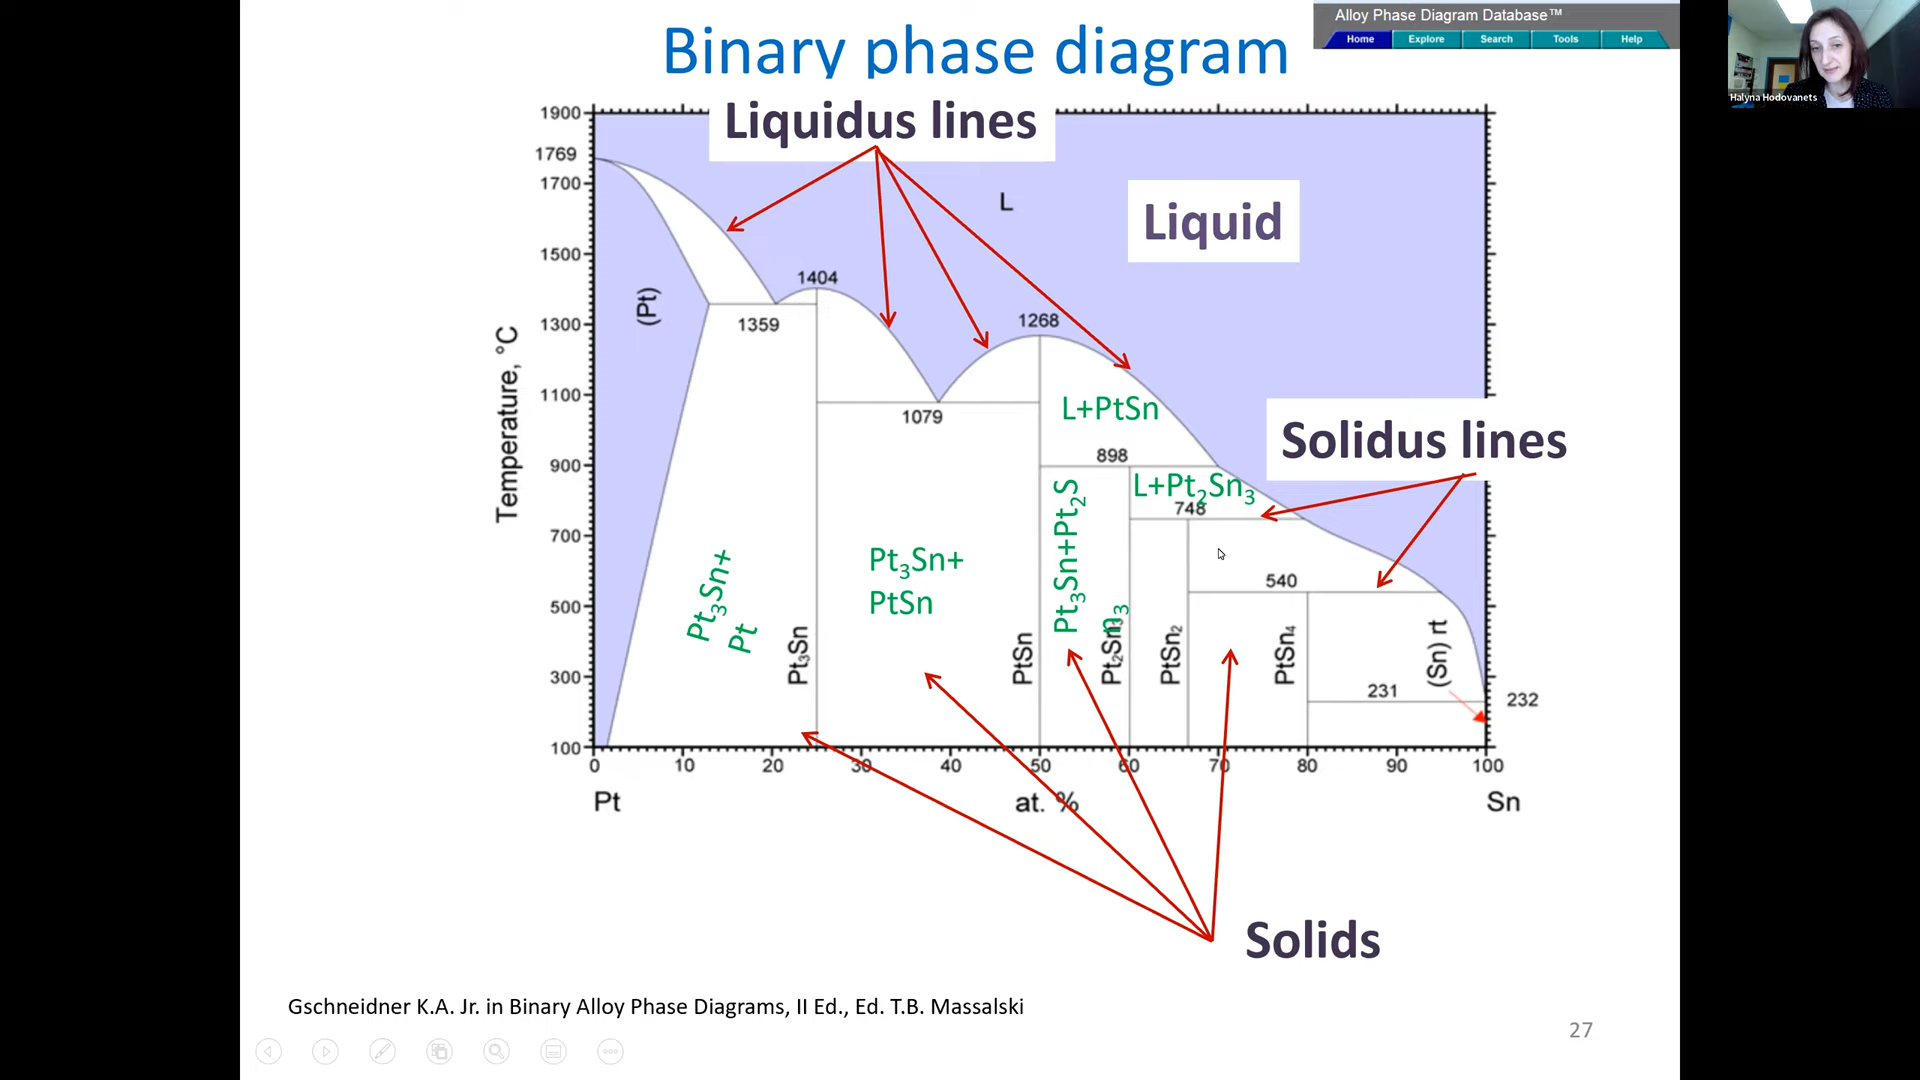 Alloy Phase Diagram Database™
Home Explore Search Tools Help
Halyna Hodovanets
Binary phase diagram
Liquidus lines
Liquid
L
Solidus lines
Solids
Temperature, °C
1900
1769
1700
1500
1300
1100
900
700
500
300
100
0 10 20 30 40 50 60 70 80 90 100
Pt at. % Sn
1404
1359
1268
1079
898
748
540
231
232
(Pt)
Pt₃Sn+
Pt
Pt₃Sn
Pt₃Sn+
PtSn
PtSn
L+PtSn
Pt₃Sn+Pt₂S
n₃
Pt₂Sn₃
L+Pt₂Sn₃
PtSn₂
PtSn₄
(Sn) rt
Gschneidner K.A. Jr. in Binary Alloy Phase Diagrams, II Ed., Ed. T.B. Massalski
27